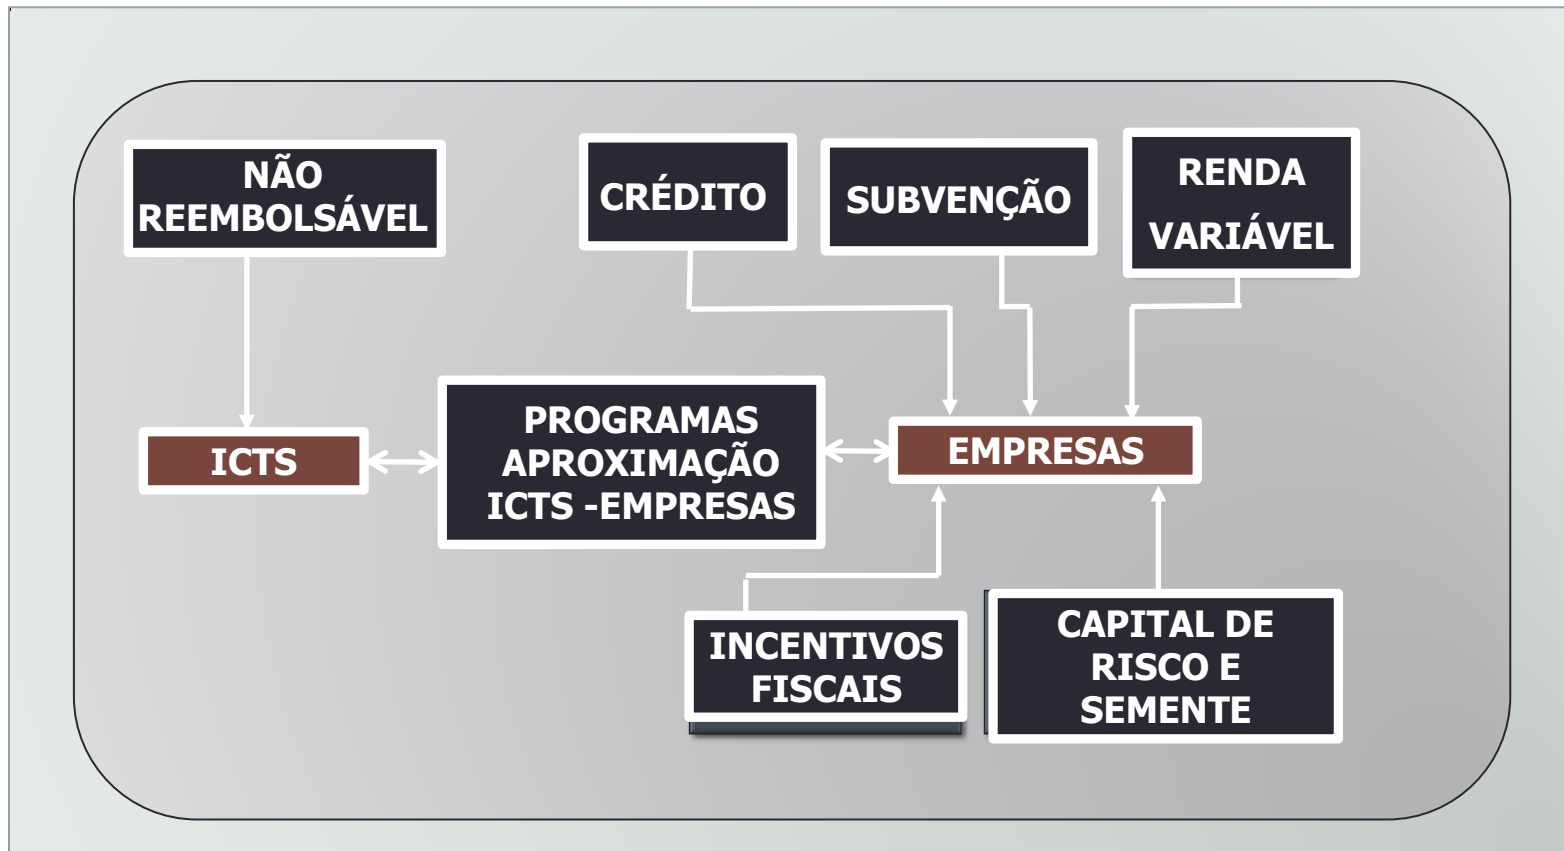 NÃO
REEMBOLSÁVEL
CRÉDITO
SUBVENÇÃO
RENDA
VARIÁVEL
ICTS
PROGRAMAS
APROXIMAÇÃO
ICTS -EMPRESAS
EMPRESAS
INCENTIVOS
FISCAIS
CAPITAL DE
RISCO E
SEMENTE